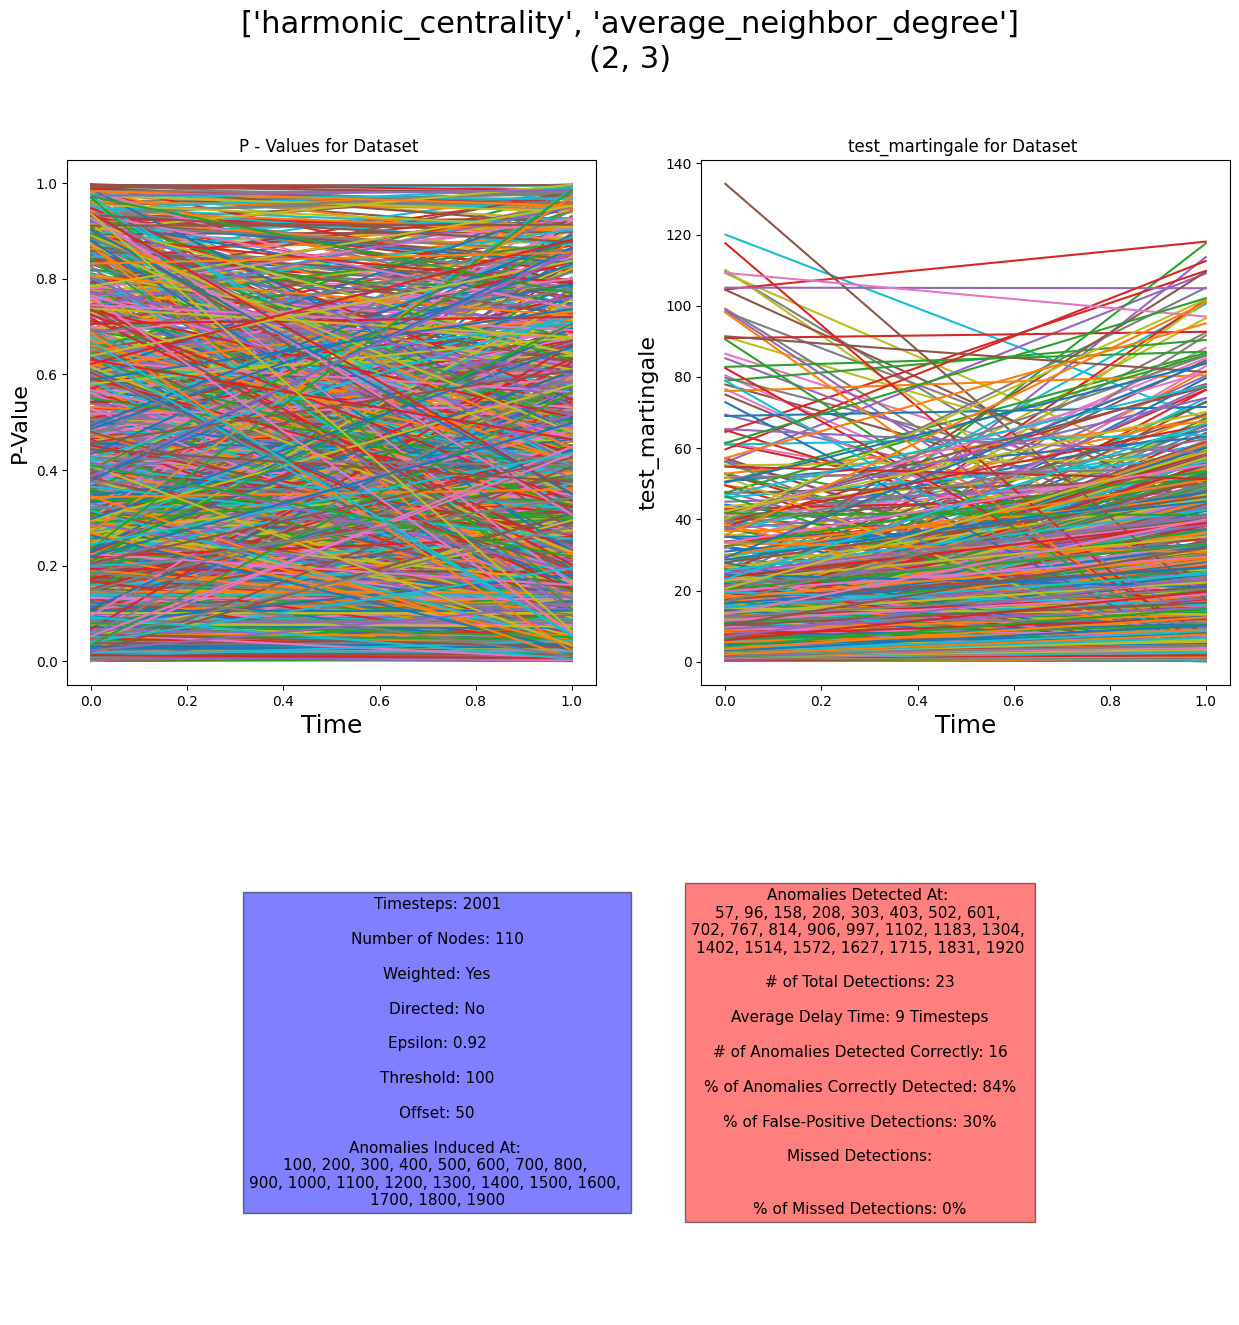 ['harmonic_centrality', 'average_neighbor_degree']
(2, 3)
P - Values for Dataset
P-Value
1.0
0.8
0.6
0.4
0.2
0.0
0.0 0.2 0.4 0.6 0.8 1.0
Time
test_martingale for Dataset
test_martingale
140
120
100
80
60
40
20
0
0.0 0.2 0.4 0.6 0.8 1.0
Time
Timesteps: 2001
Number of Nodes: 110
Weighted: Yes
Directed: No
Epsilon: 0.92
Threshold: 100
Offset: 50
Anomalies Induced At:
100, 200, 300, 400, 500, 600, 700, 800,
900, 1000, 1100, 1200, 1300, 1400, 1500, 1600,
1700, 1800, 1900
Anomalies Detected At:
57, 96, 158, 208, 303, 403, 502, 601,
702, 767, 814, 906, 997, 1102, 1183, 1304,
1402, 1514, 1572, 1627, 1715, 1831, 1920
# of Total Detections: 23
Average Delay Time: 9 Timesteps
# of Anomalies Detected Correctly: 16
% of Anomalies Correctly Detected: 84%
% of False-Positive Detections: 30%
Missed Detections:
% of Missed Detections: 0%